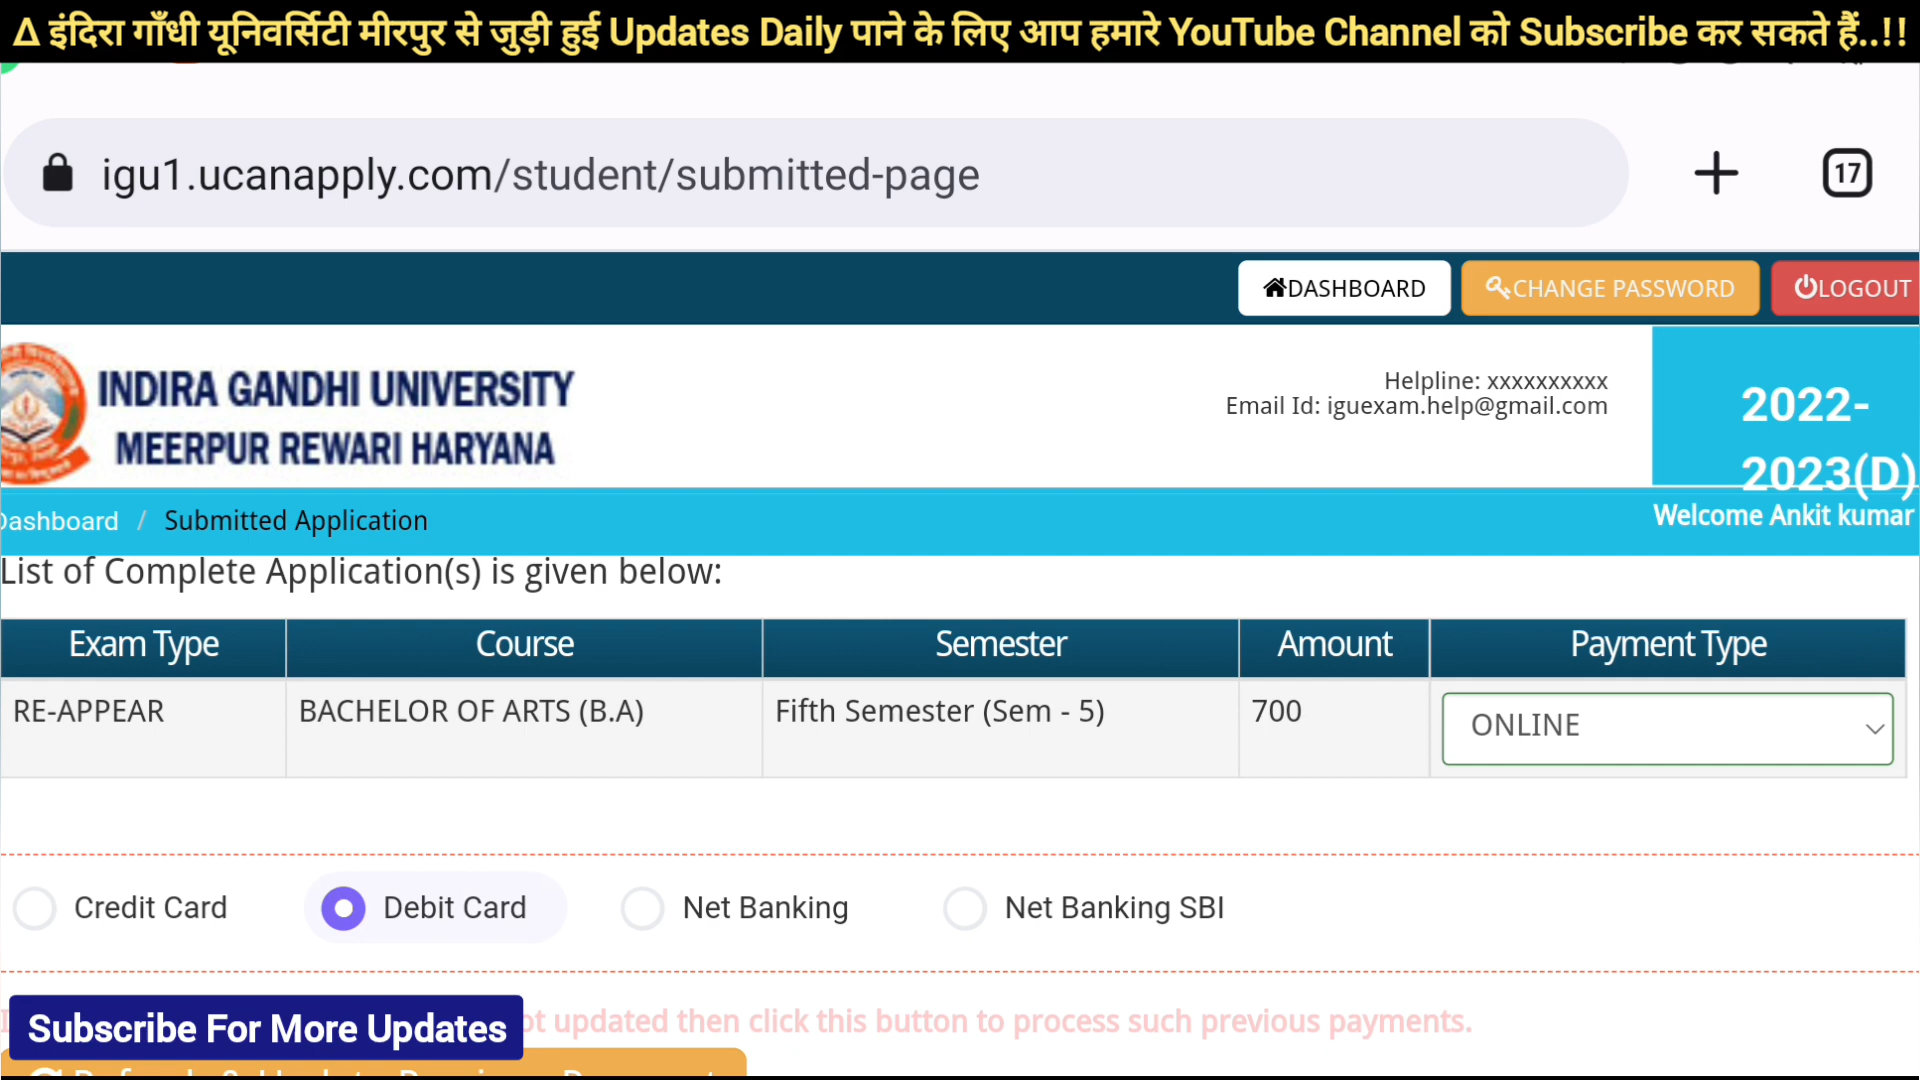 ∆ इंदिरा गाँधी यूनिवर्सिटी मीरपुर से जुड़ी हुई Updates Daily पाने के लिए आप हमारे YouTube Channel को Subscribe कर सकते हैं..!!
igu1.ucanapply.com/student/submitted-page
17
DASHBOARD
CHANGE PASSWORD
LOGOUT
INDIRA GANDHI UNIVERSITY
MEERPUR REWARI HARYANA
Helpline: xxxxxxxxxx
Email Id: iguexam.help@gmail.com
2022-
2023(D)
Dashboard / Submitted Application
Welcome Ankit kumar
List of Complete Application(s) is given below:
Exam Type Course Semester Amount Payment Type
RE-APPEAR BACHELOR OF ARTS (B.A) Fifth Semester (Sem - 5) 700 ONLINE
Credit Card Debit Card Net Banking Net Banking SBI
Subscribe For More Updates
updated then click this button to process such previous payments.